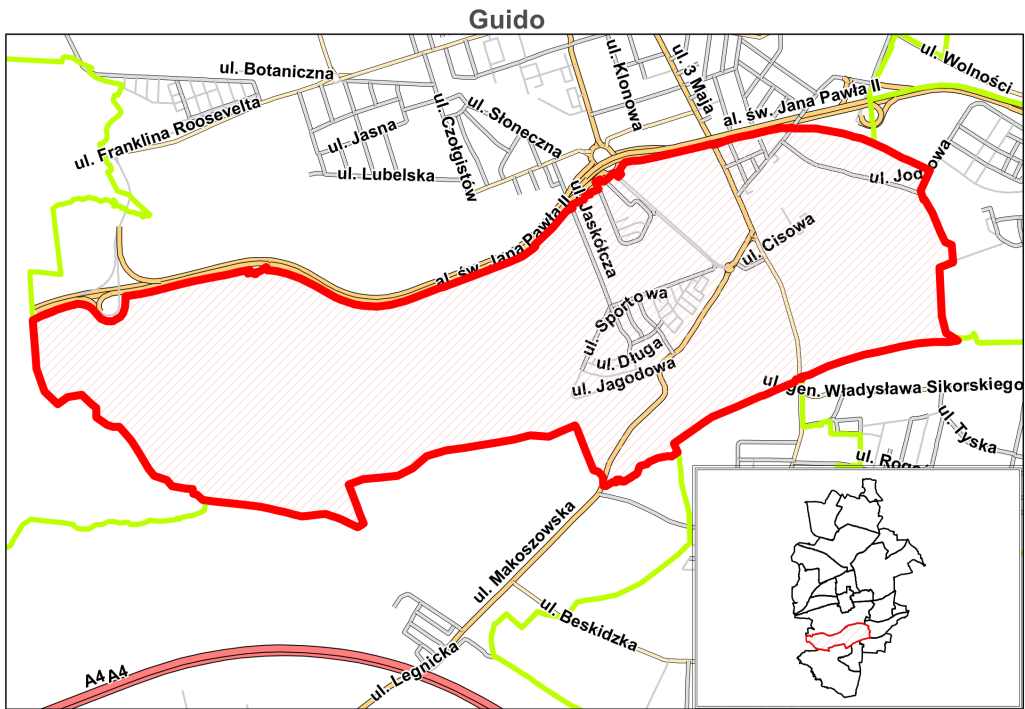 Guido
ul. Botaniczna
ul. Klonowa
ul. 3 Maja
ul. Wolności
ul. Franklina Roosevelta
ul. Jasna
ul. Czołgistów
ul. Słoneczna
al. św. Jana Pawła II
ul. Lubelska
ul. Jodłowa
ul. Jaskółcza
al. św. Jana Pawła II
ul. Cisowa
ul. Sportowa
ul. Długa
ul. Jagodowa
ul. gen. Władysława Sikorskiego
ul. Tyska
ul.
ul. Makoszowska
ul. Beskidzka
ul. Legnicka
A4 A4